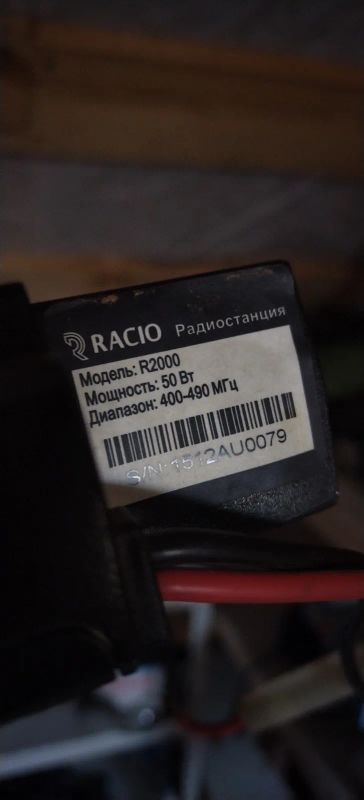 RACIO Радиостанция
Модель: R2000
Мощность: 50 Вт
Диапазон: 400-490 МГц
S/N:1512AU0079